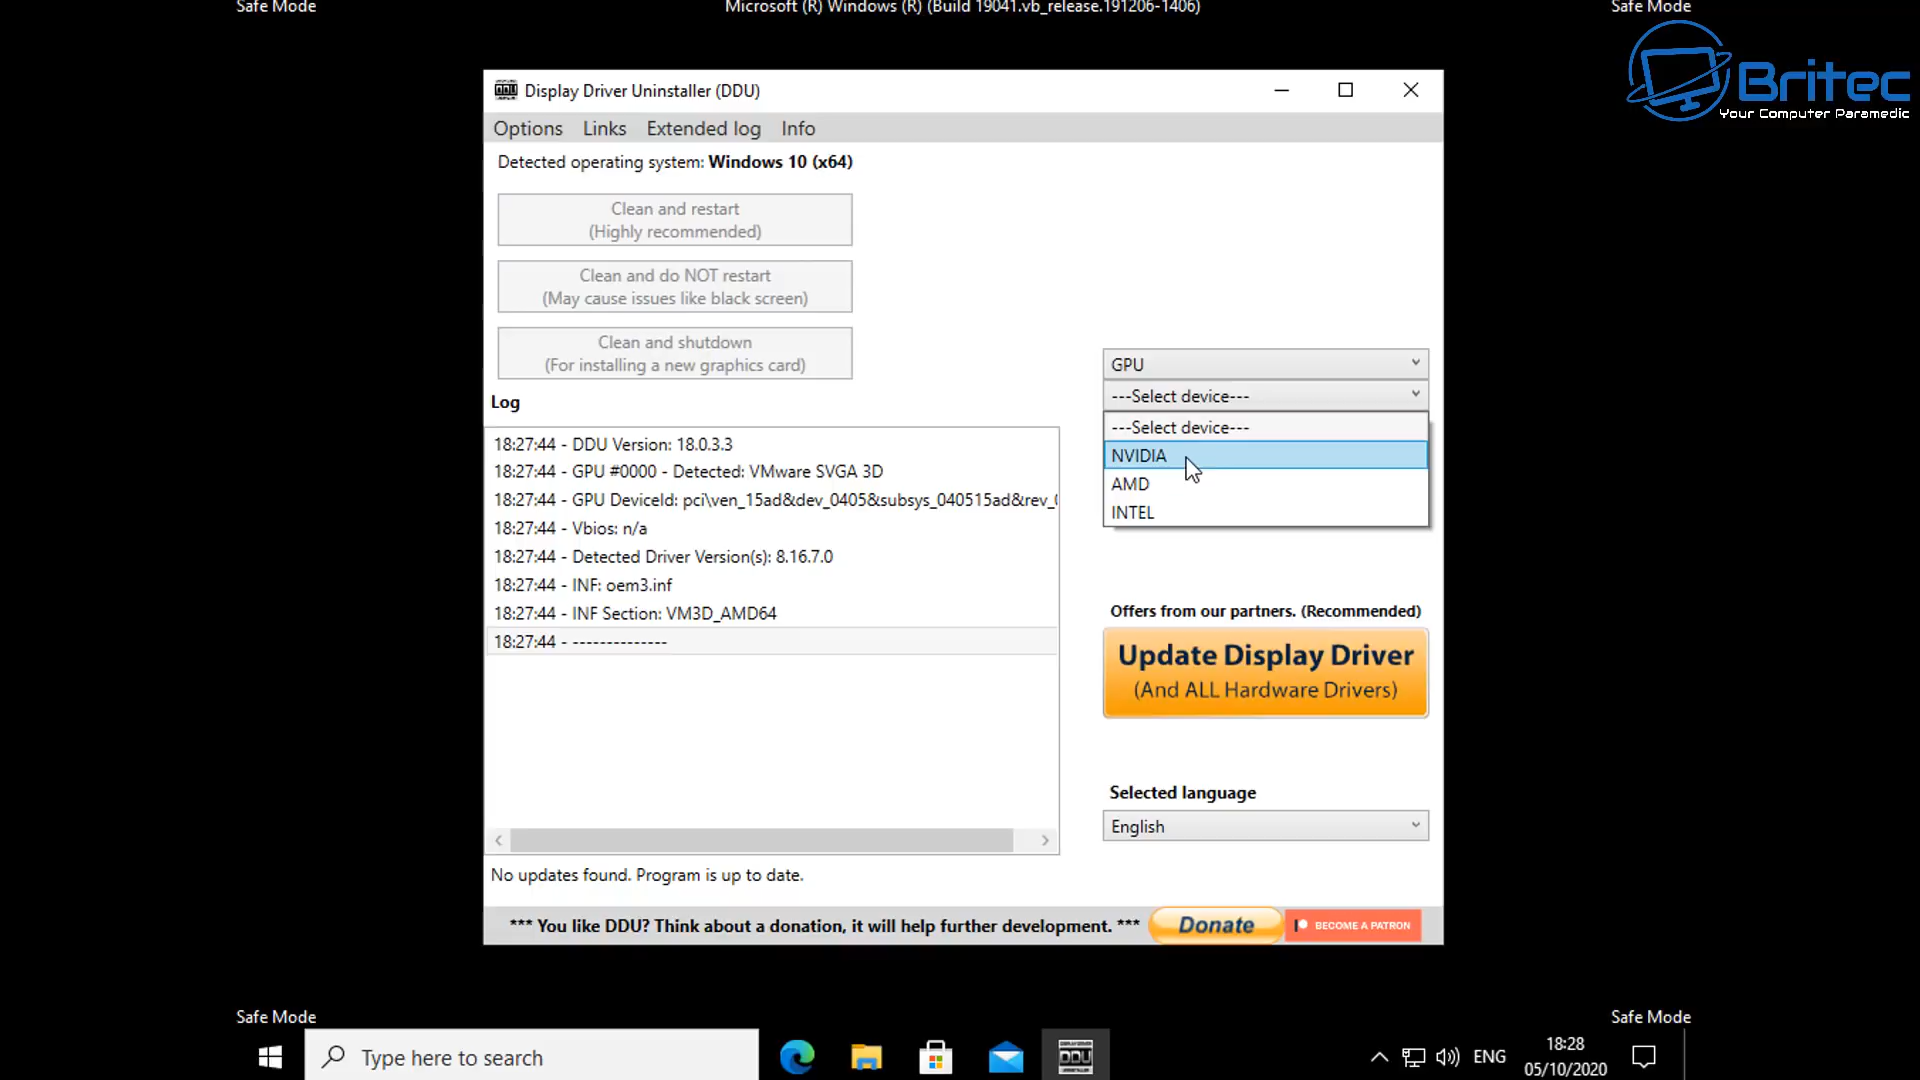 Safe Mode
Microsoft (R) Windows (R) (Build 19041.vb_release.191206-1406)
Safe Mode
Britec
Your Computer Paramedic
Display Driver Uninstaller (DDU)
Options Links Extended log Info
Detected operating system: Windows 10 (x64)
Clean and restart
(Highly recommended)
Clean and do NOT restart
(May cause issues like black screen)
Clean and shutdown
(For installing a new graphics card)
GPU
---Select device---
---Select device---
NVIDIA
AMD
INTEL
Log
18:27:44 - DDU Version: 18.0.3.3
18:27:44 - GPU #0000 - Detected: VMware SVGA 3D
18:27:44 - GPU DeviceId: pci\ven_15ad&dev_0405&subsys_040515ad&rev_0
18:27:44 - Vbios: n/a
18:27:44 - Detected Driver Version(s): 8.16.7.0
18:27:44 - INF: oem3.inf
18:27:44 - INF Section: VM3D_AMD64
18:27:44 - --------------
Offers from our partners. (Recommended)
Update Display Driver
(And ALL Hardware Drivers)
Selected language
English
No updates found. Program is up to date.
*** You like DDU? Think about a donation, it will help further development. ***
Donate
BECOME A PATRON
Safe Mode
Safe Mode
Type here to search
DDU
ENG
18:28
05/10/2020